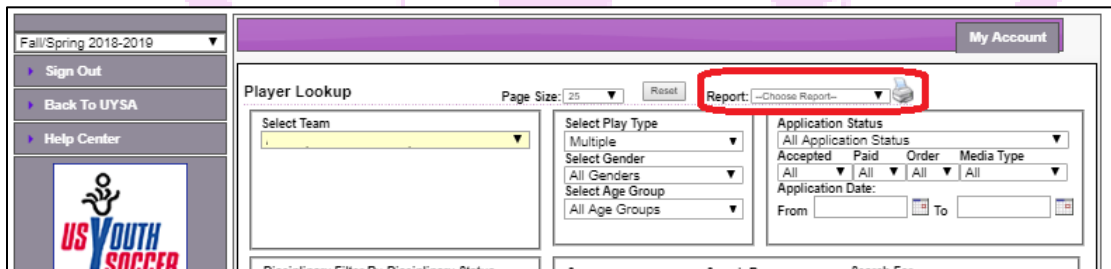 Fall/Spring 2018-2019
My Account
Sign Out
Back To UYSA
Help Center
Player Lookup
Page Size: 25
Reset
Report: --Choose Report--
Select Team
Select Play Type
Multiple
Select Gender
All Genders
Select Age Group
All Age Groups
Application Status
All Application Status
Accepted Paid Order Media Type
All All All All
Application Date:
From To
US YOUTH
SOCCER